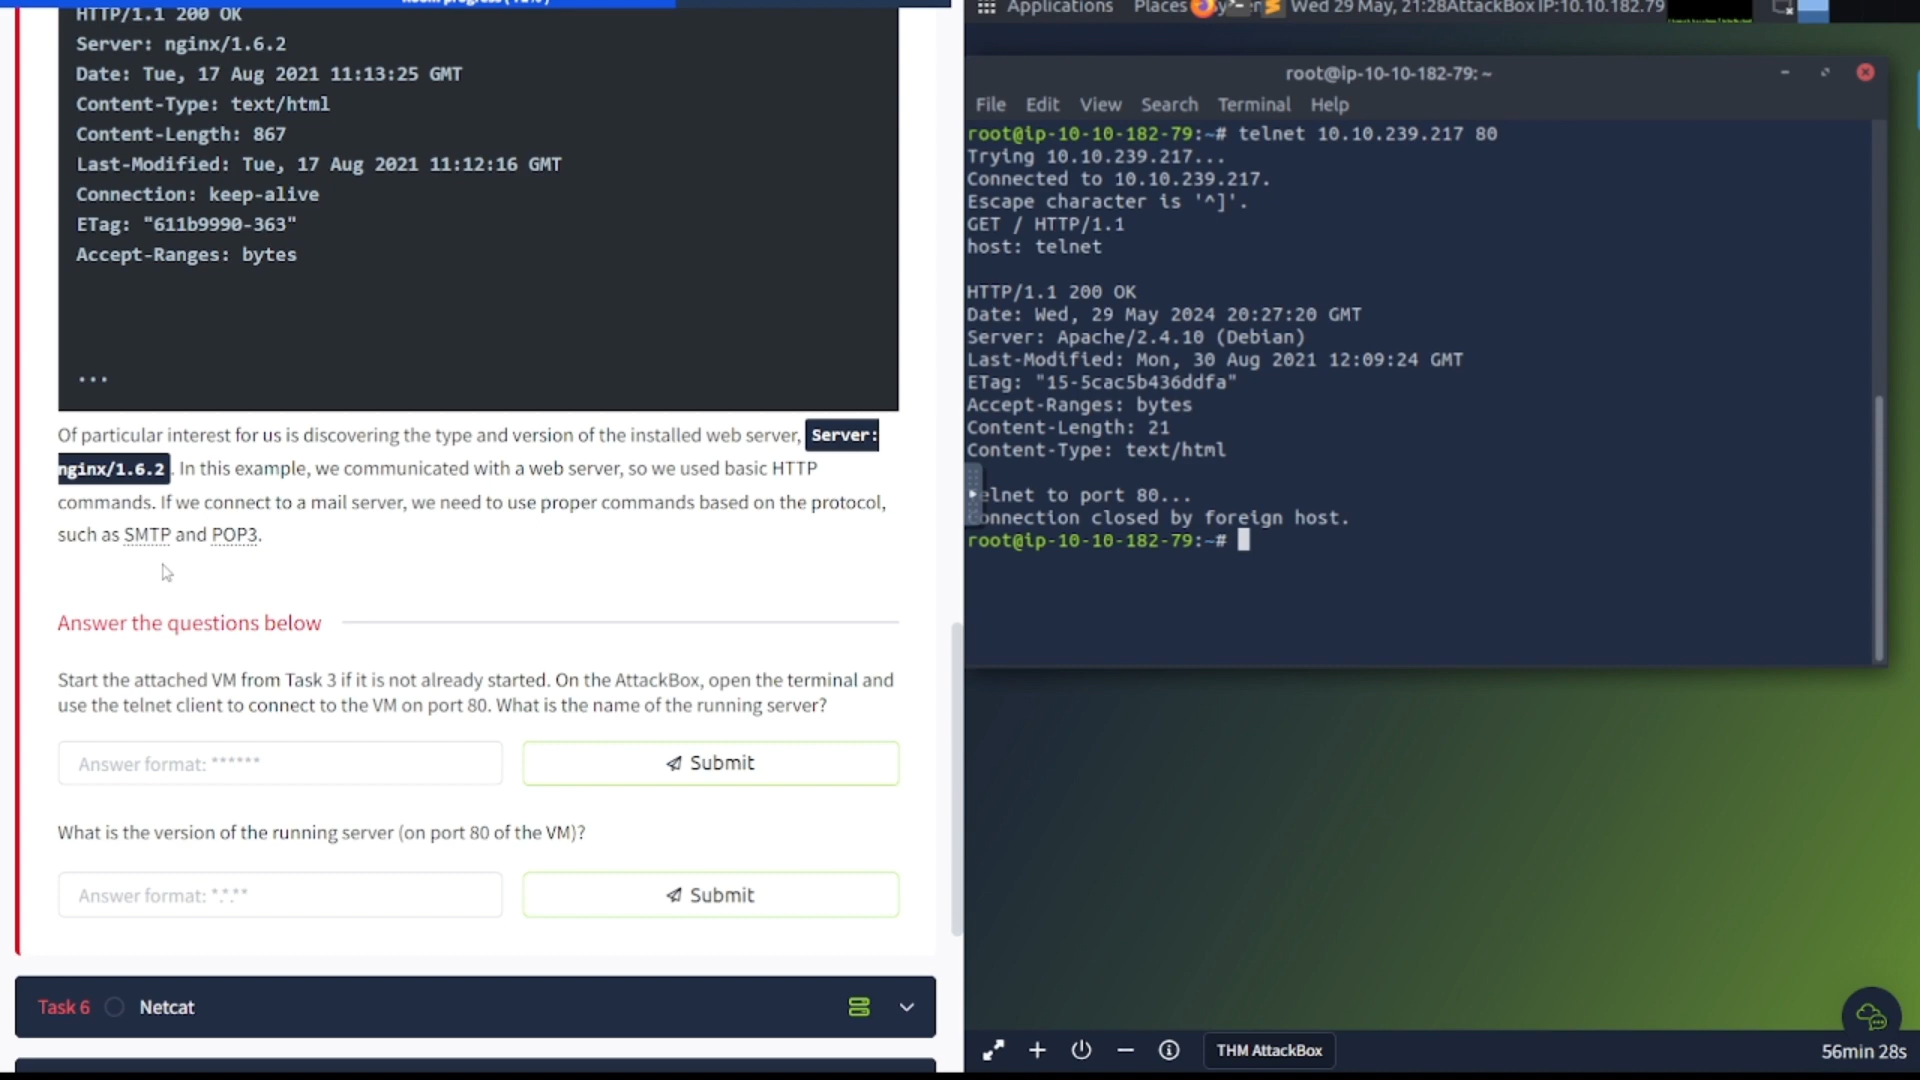 HTTP/1.1 200 OK
Server: nginx/1.6.2
Date: Tue, 17 Aug 2021 11:13:25 GMT
Content-Type: text/html
Content-Length: 867
Last-Modified: Tue, 17 Aug 2021 11:12:16 GMT
Connection: keep-alive
ETag: "611b9990-363"
Accept-Ranges: bytes
...
Of particular interest for us is discovering the type and version of the installed web server, Server:
nginx/1.6.2. In this example, we communicated with a web server, so we used basic HTTP
commands. If we connect to a mail server, we need to use proper commands based on the protocol,
such as SMTP and POP3.
Answer the questions below
Start the attached VM from Task 3 if it is not already started. On the AttackBox, open the terminal and
use the telnet client to connect to the VM on port 80. What is the name of the running server?
Answer format: ******
Submit
What is the version of the running server (on port 80 of the VM)?
Answer format: *.*.**
Submit
Task 6 Netcat
Applications Places Wed 29 May, 21:28 AttackBox IP:10.10.182.79
root@ip-10-10-182-79: ~
File Edit View Search Terminal Help
root@ip-10-10-182-79:~# telnet 10.10.239.217 80
Trying 10.10.239.217...
Connected to 10.10.239.217.
Escape character is '^]'.
GET / HTTP/1.1
host: telnet
HTTP/1.1 200 OK
Date: Wed, 29 May 2024 20:27:20 GMT
Server: Apache/2.4.10 (Debian)
Last-Modified: Mon, 30 Aug 2021 12:09:24 GMT
ETag: "15-5cac5b436ddfa"
Accept-Ranges: bytes
Content-Length: 21
Content-Type: text/html
elnet to port 80...
onnection closed by foreign host.
root@ip-10-10-182-79:~#
THM AttackBox
56min 28s